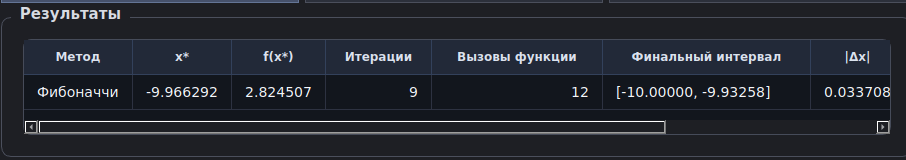 Результаты
Метод x* f(x*) Итерации Вызовы функции Финальный интервал |Δx|
Фибоначчи -9.966292 2.824507 9 12 [-10.00000, -9.93258] 0.033708